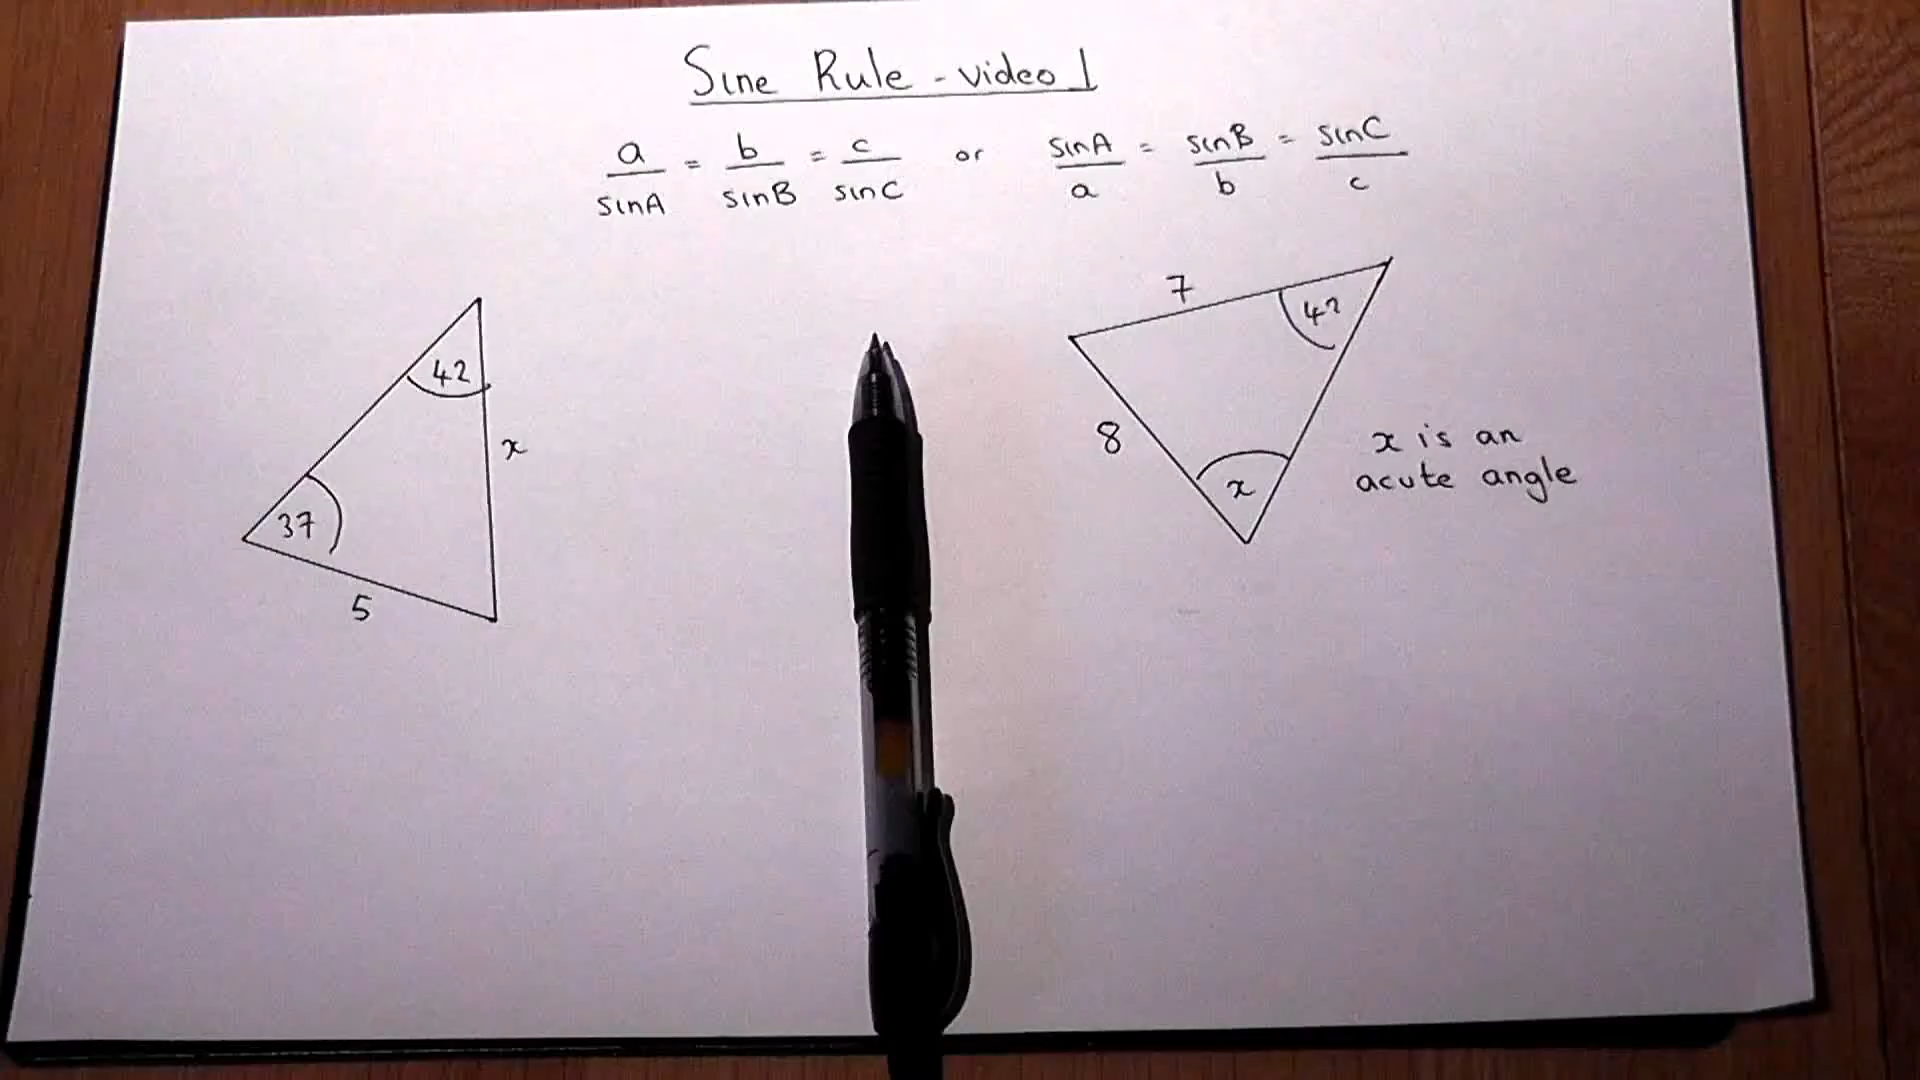 Sine Rule - video 1
a/sinA = b/sinB = c/sinC or sinA/a = sinB/b = sinC/c
42
x
37
5
7
42
8
x
x is an
acute angle